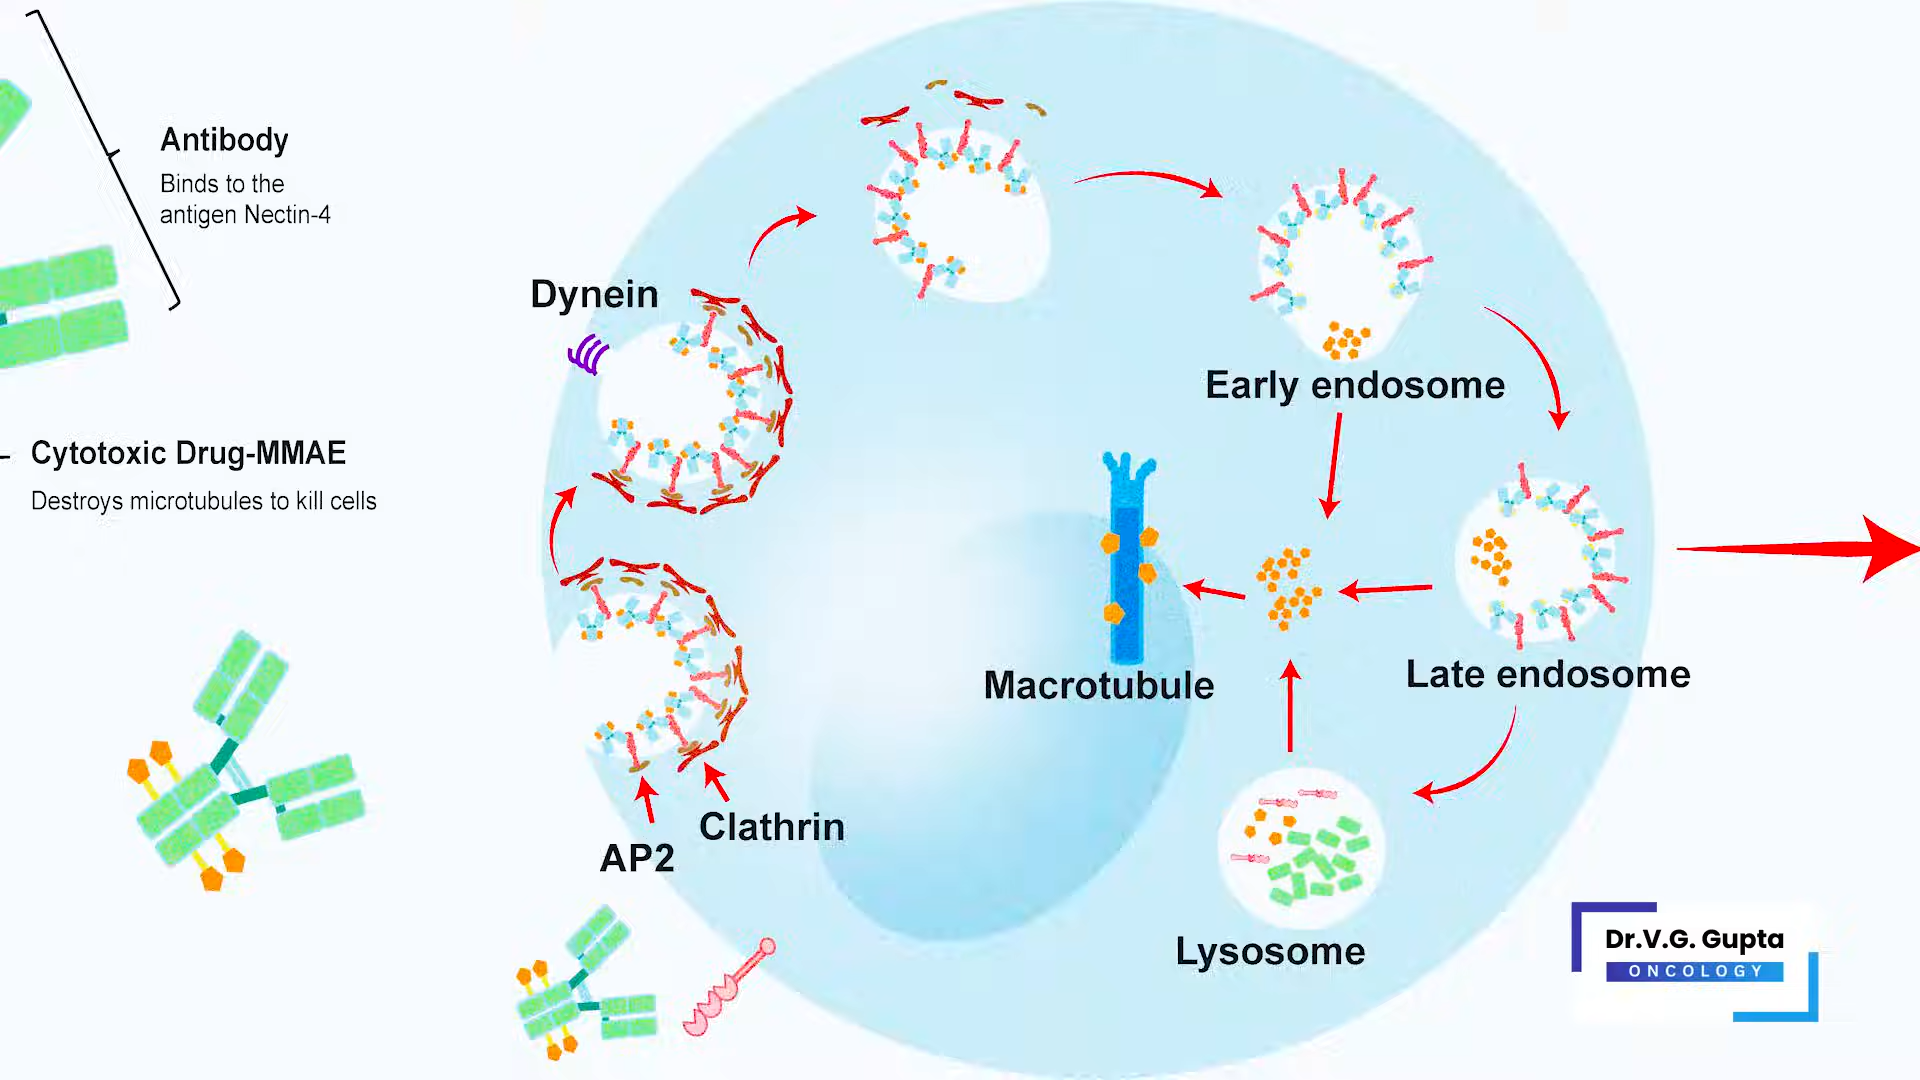 Antibody
Binds to the
antigen Nectin-4
Dynein
Early endosome
Cytotoxic Drug-MMAE
Destroys microtubules to kill cells
Macrotubule
Late endosome
Clathrin
AP2
Lysosome
Dr.V.G. Gupta
ONCOLOGY